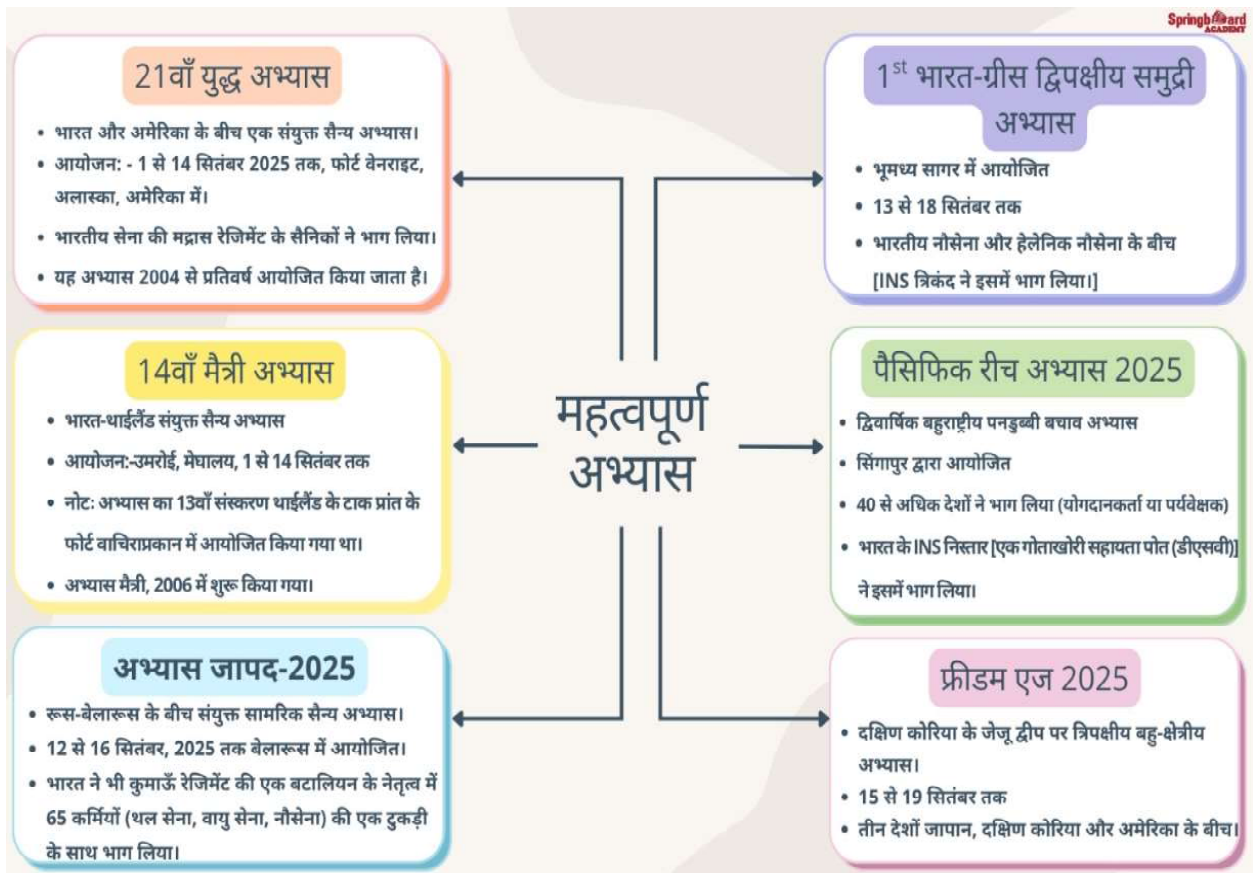 Springboard
ACADEMY
21वाँ युद्ध अभ्यास
• भारत और अमेरिका के बीच एक संयुक्त सैन्य अभ्यास।
• आयोजन: - 1 से 14 सितंबर 2025 तक, फोर्ट वेनराइट,
अलास्का, अमेरिका में।
• भारतीय सेना की मद्रास रेजिमेंट के सैनिकों ने भाग लिया।
• यह अभ्यास 2004 से प्रतिवर्ष आयोजित किया जाता है।
14वाँ मैत्री अभ्यास
• भारत-थाईलैंड संयुक्त सैन्य अभ्यास
• आयोजन:-उमरोई, मेघालय, 1 से 14 सितंबर तक
• नोट: अभ्यास का 13वाँ संस्करण थाईलैंड के टाक प्रांत के
फोर्ट वाचिराप्रकान में आयोजित किया गया था।
• अभ्यास मैत्री, 2006 में शुरू किया गया।
अभ्यास जापद-2025
• रूस-बेलारूस के बीच संयुक्त सामरिक सैन्य अभ्यास।
• 12 से 16 सितंबर, 2025 तक बेलारूस में आयोजित।
• भारत ने भी कुमाऊँ रेजिमेंट की एक बटालियन के नेतृत्व में
65 कर्मियों (थल सेना, वायु सेना, नौसेना) की एक टुकड़ी
के साथ भाग लिया।
महत्वपूर्ण
अभ्यास
1st भारत-ग्रीस द्विपक्षीय समुद्री
अभ्यास
• भूमध्य सागर में आयोजित
• 13 से 18 सितंबर तक
• भारतीय नौसेना और हेलेनिक नौसेना के बीच
[INS त्रिकंद ने इसमें भाग लिया।]
पैसिफिक रीच अभ्यास 2025
• द्विवार्षिक बहुराष्ट्रीय पनडुब्बी बचाव अभ्यास
• सिंगापुर द्वारा आयोजित
• 40 से अधिक देशों ने भाग लिया (योगदानकर्ता या पर्यवेक्षक)
• भारत के INS निस्तार [एक गोताखोरी सहायता पोत (डीएसवी)]
ने इसमें भाग लिया।
फ्रीडम एज 2025
• दक्षिण कोरिया के जेजू द्वीप पर त्रिपक्षीय बहु-क्षेत्रीय
अभ्यास।
• 15 से 19 सितंबर तक
• तीन देशों जापान, दक्षिण कोरिया और अमेरिका के बीच।